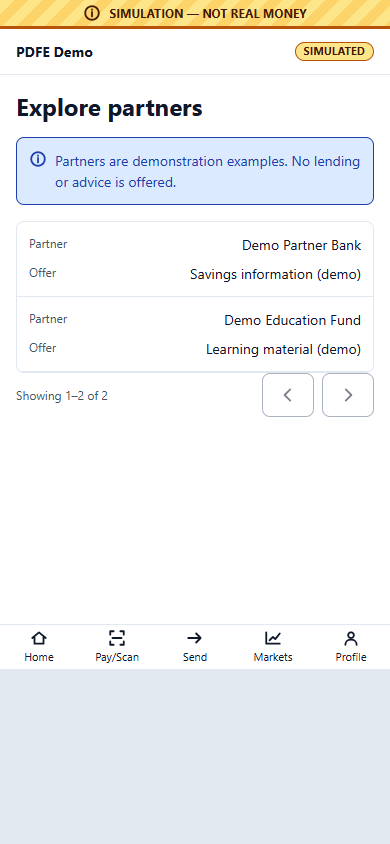 SIMULATION — NOT REAL MONEY
PDFE Demo
SIMULATED
Explore partners
Partners are demonstration examples. No lending
or advice is offered.
Partner
Demo Partner Bank
Offer
Savings information (demo)
Partner
Demo Education Fund
Offer
Learning material (demo)
Showing 1–2 of 2
Home
Pay/Scan
Send
Markets
Profile